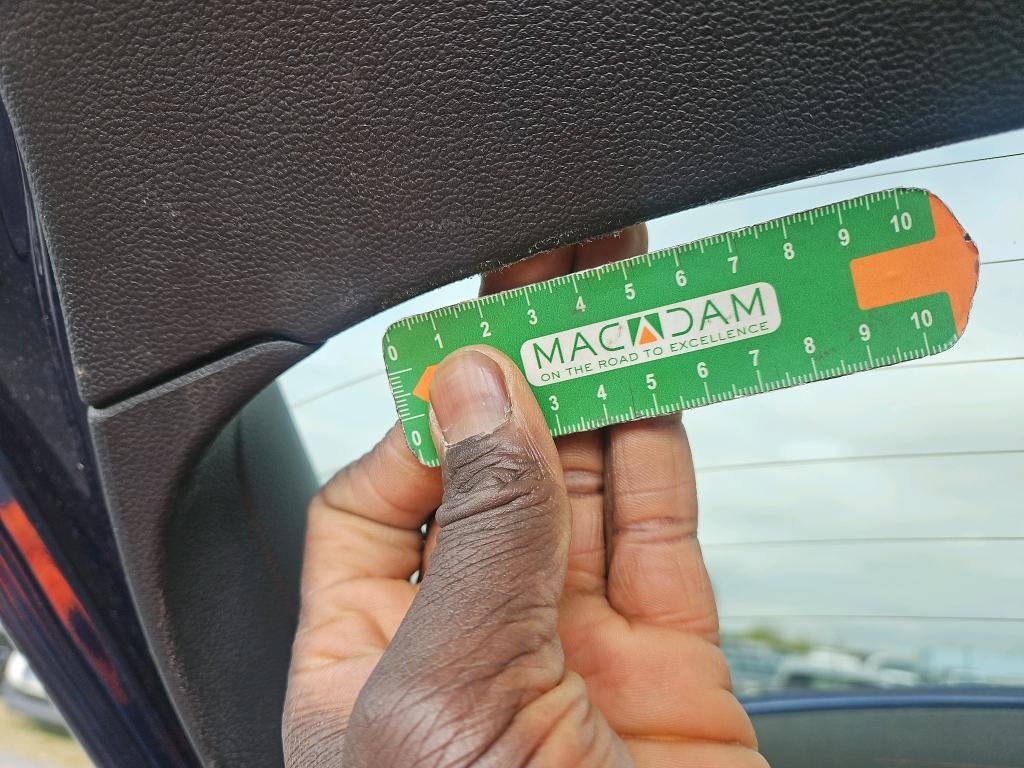 0 1 2 3 4 5 6 7 8 9 10
MACADAM
ON THE ROAD TO EXCELLENCE
0 3 4 5 6 7 8 9 10